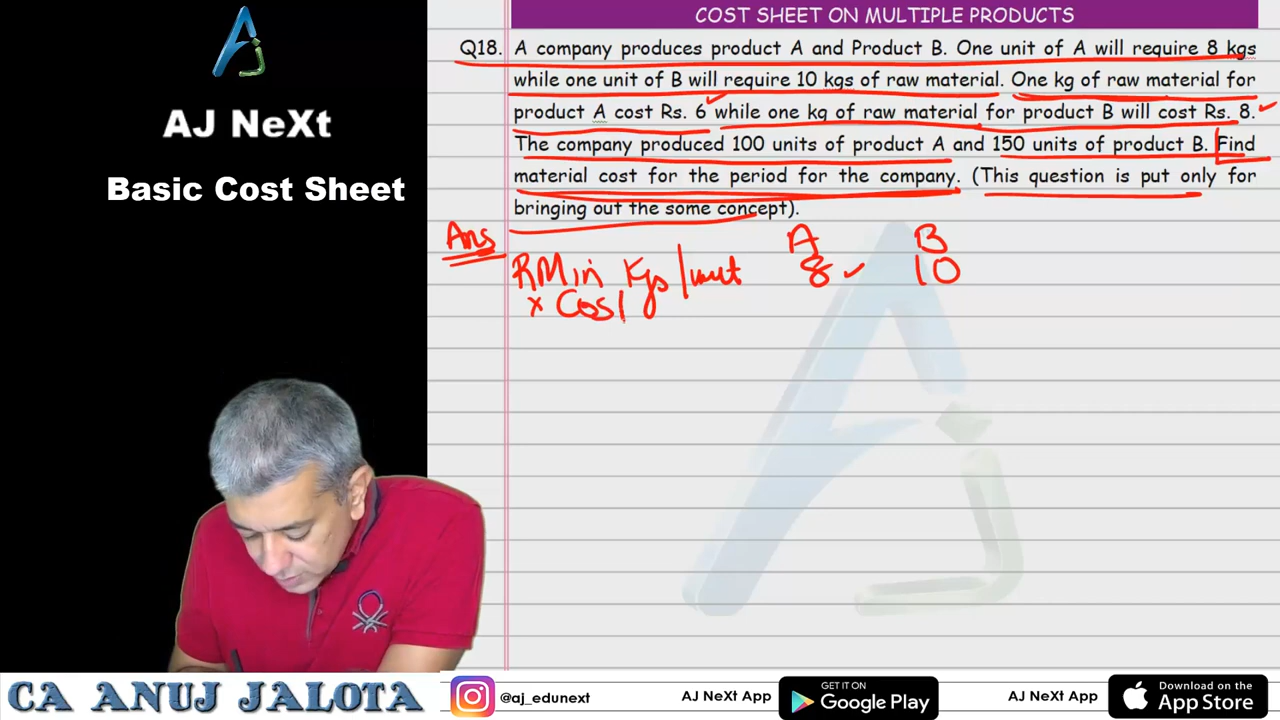 COST SHEET ON MULTIPLE PRODUCTS
Q18. A company produces product A and Product B. One unit of A will require 8 kgs
while one unit of B will require 10 kgs of raw material. One kg of raw material for
product A cost Rs. 6 while one kg of raw material for product B will cost Rs. 8.
The company produced 100 units of product A and 150 units of product B. Find
material cost for the period for the company. (This question is put only for
bringing out the some concept).
AJ NeXt
Basic Cost Sheet
Ans
A B
RM in Kgs/unit 8 10
x Cost
CA ANUJ JALOTA
@aj_edunext
AJ NeXt App
GET IT ON
Google Play
AJ NeXt App
Download on the
App Store